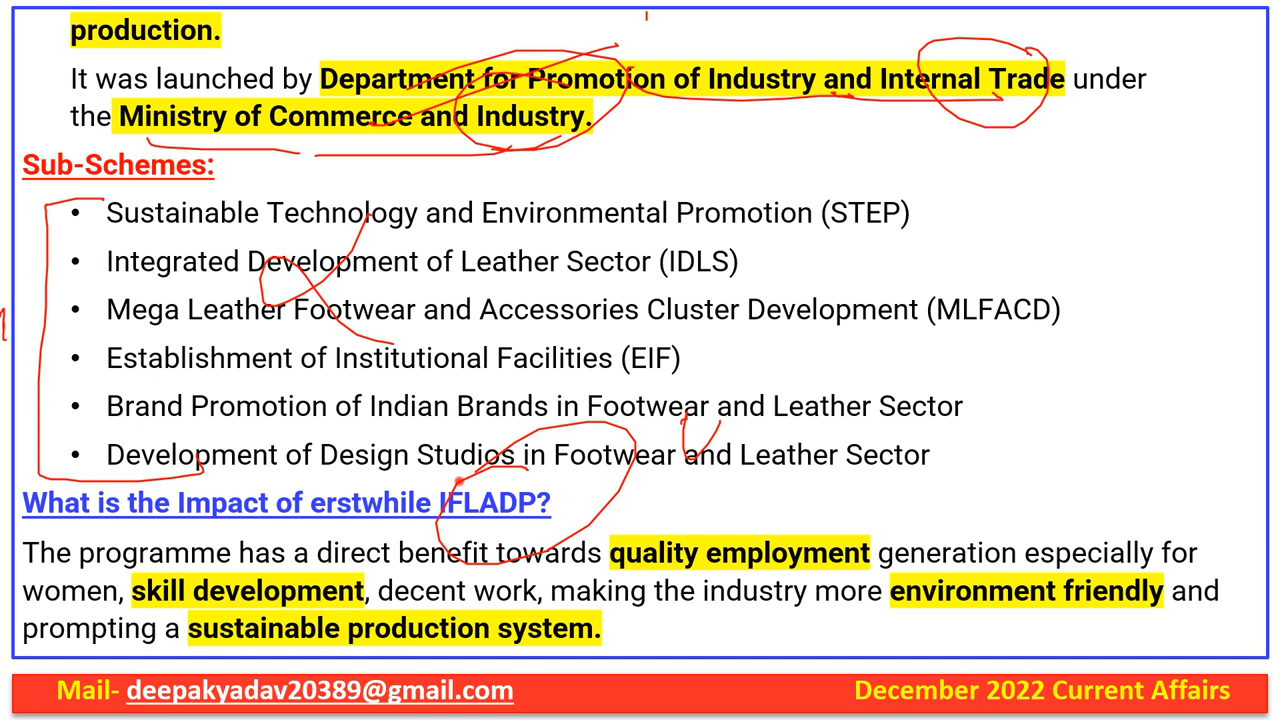 production.
It was launched by Department for Promotion of Industry and Internal Trade under
the Ministry of Commerce and Industry.
Sub-Schemes:
• Sustainable Technology and Environmental Promotion (STEP)
• Integrated Development of Leather Sector (IDLS)
• Mega Leather Footwear and Accessories Cluster Development (MLFACD)
• Establishment of Institutional Facilities (EIF)
• Brand Promotion of Indian Brands in Footwear and Leather Sector
• Development of Design Studios in Footwear and Leather Sector
What is the Impact of erstwhile IFLADP?
The programme has a direct benefit towards quality employment generation especially for
women, skill development, decent work, making the industry more environment friendly and
prompting a sustainable production system.
Mail- deepakyadav20389@gmail.com December 2022 Current Affairs